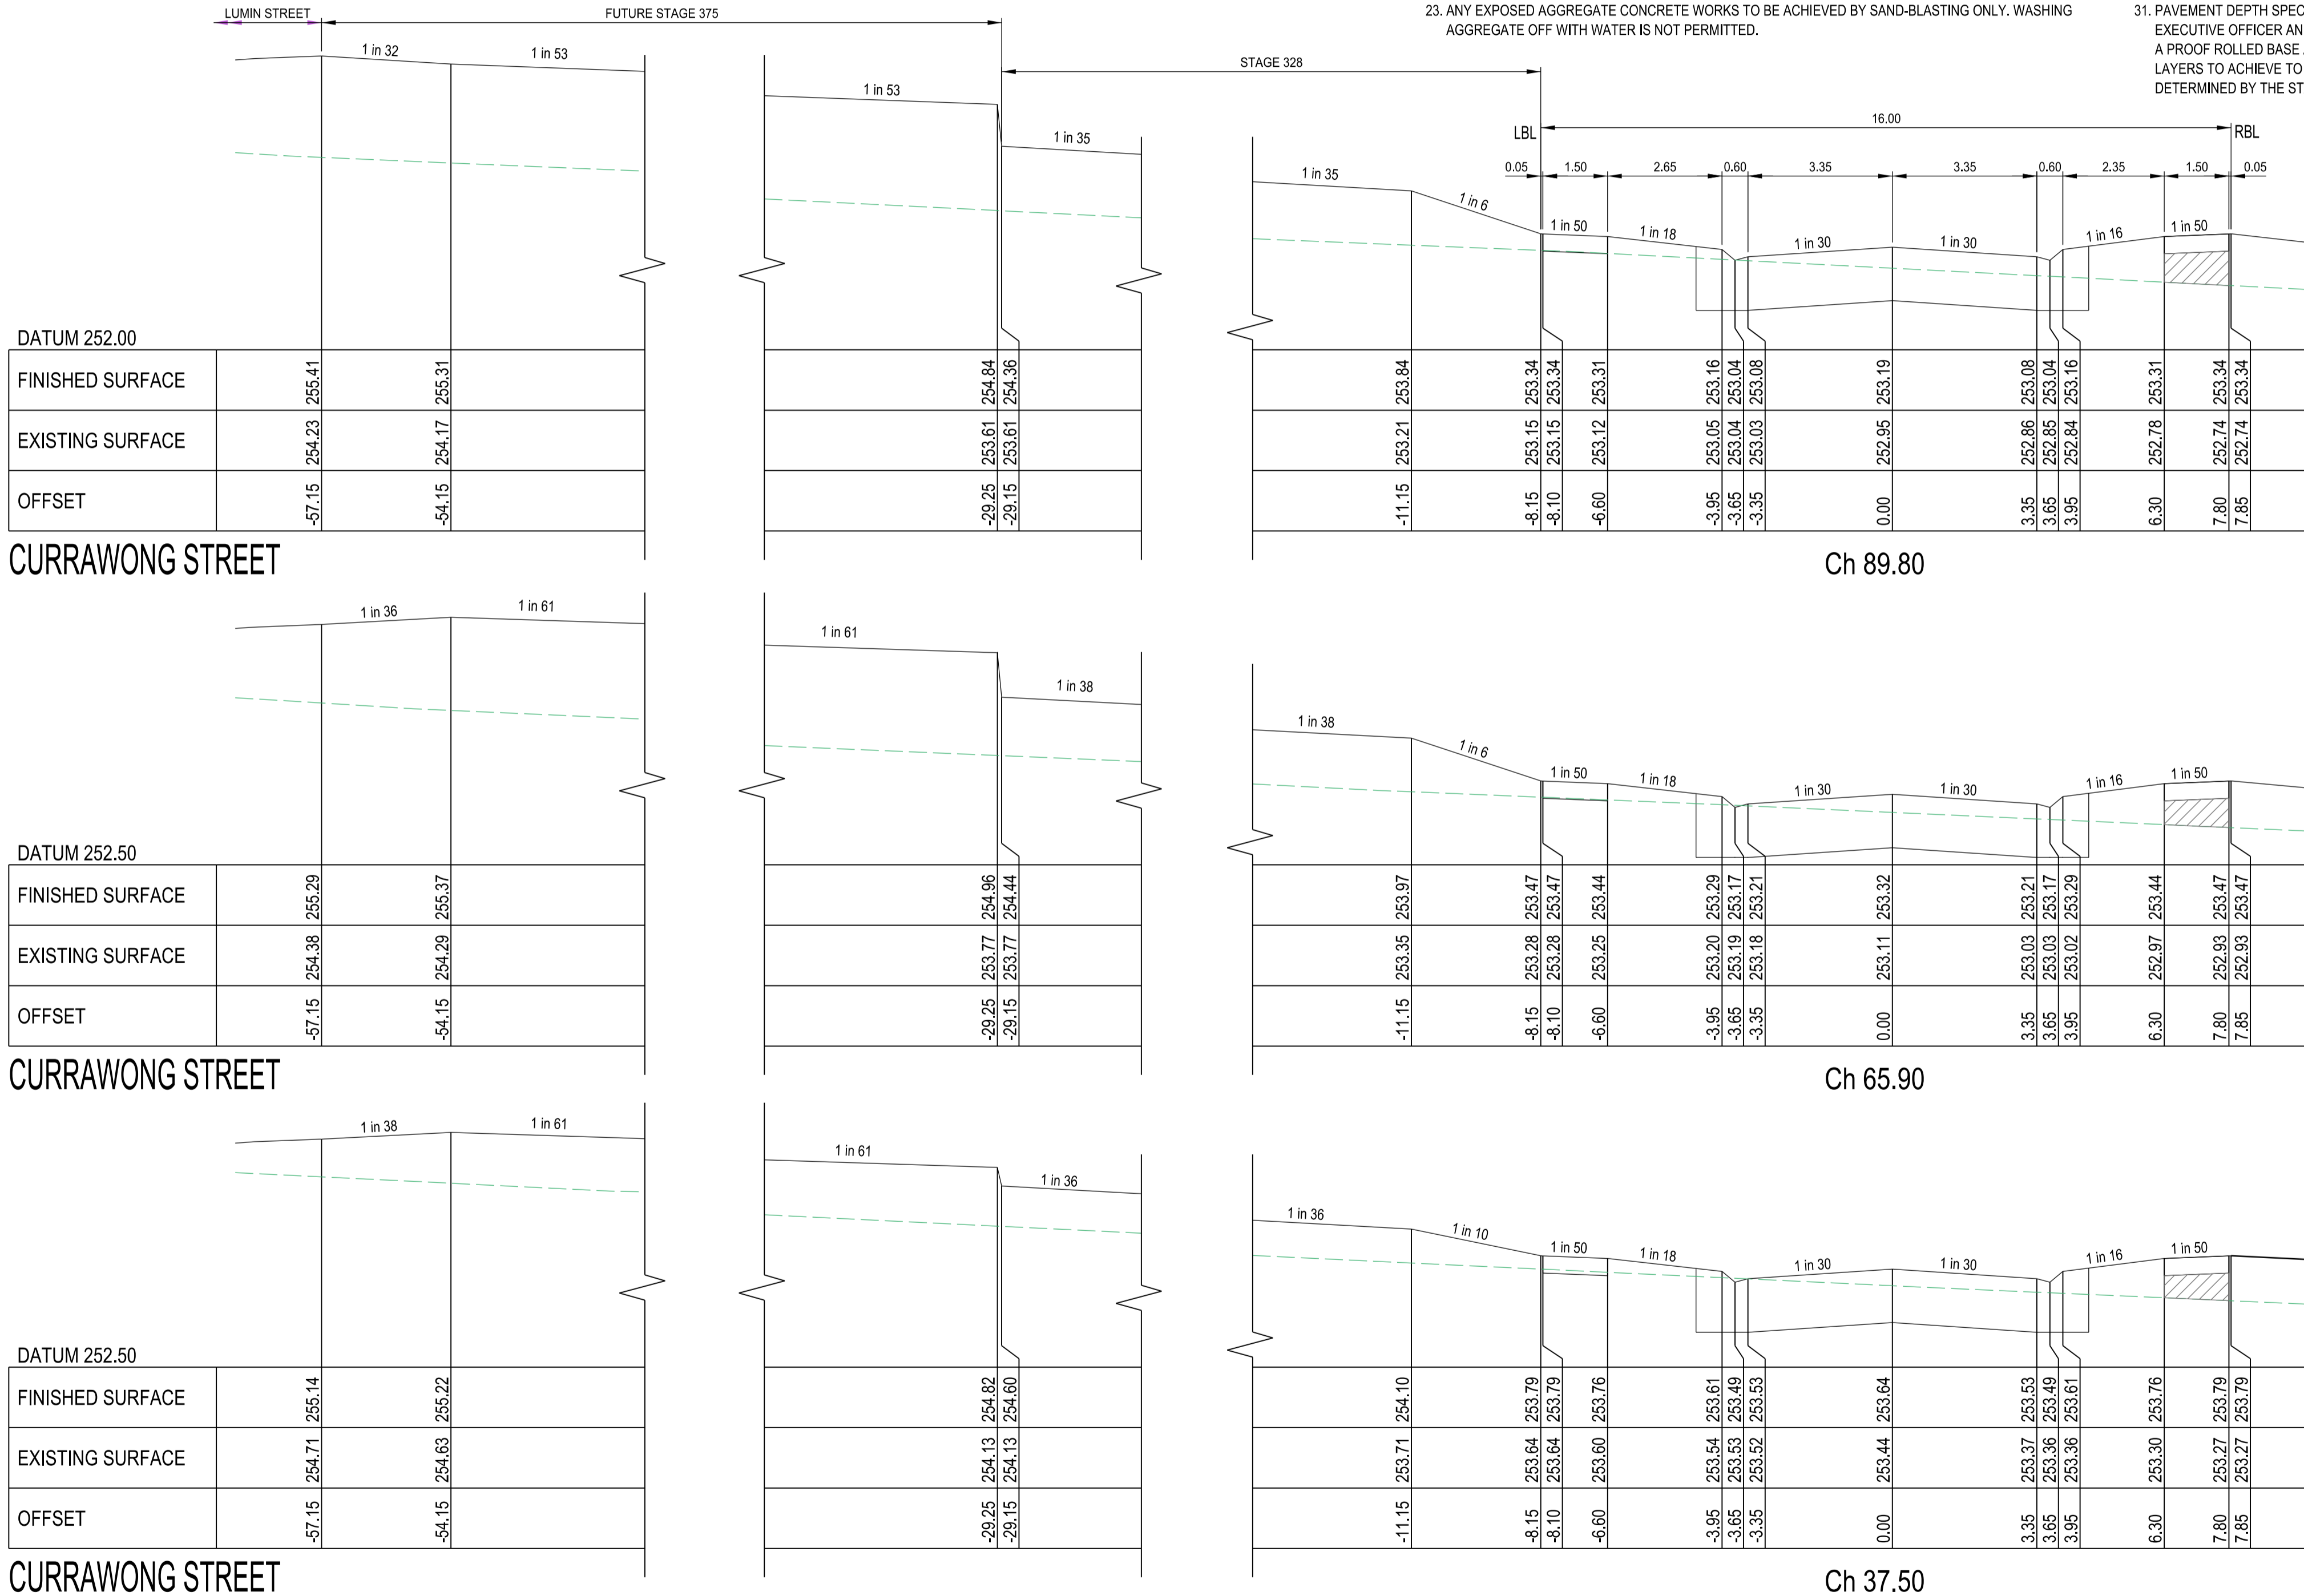 LUMIN STREET
FUTURE STAGE 375
23. ANY EXPOSED AGGREGATE CONCRETE WORKS TO BE ACHIEVED BY SAND-BLASTING ONLY. WASHING
AGGREGATE OFF WITH WATER IS NOT PERMITTED.
31. PAVEMENT DEPTH SPEC
EXECUTIVE OFFICER AN
A PROOF ROLLED BASE
LAYERS TO ACHIEVE TO
DETERMINED BY THE ST
STAGE 328
LBL 16.00 RBL
0.05 1.50 2.65 0.60 3.35 3.35 0.60 2.35 1.50 0.05
1 in 32 1 in 53 1 in 53 1 in 35 1 in 35 1 in 6 1 in 50 1 in 18 1 in 30 1 in 30 1 in 16 1 in 50
DATUM 252.00
FINISHED SURFACE 255.41 255.31 254.84 254.36 253.84 253.34 253.34 253.31 253.16 253.04 253.08 253.19 253.08 253.04 253.16 253.31 253.34 253.34
EXISTING SURFACE 254.23 254.17 253.61 253.61 253.21 253.15 253.15 253.12 253.05 253.04 253.03 252.95 252.86 252.85 252.84 252.78 252.74 252.74
OFFSET -57.15 -54.15 -29.25 -29.15 -11.15 -8.15 -8.10 -6.60 -3.95 -3.65 -3.35 0.00 3.35 3.65 3.95 6.30 7.80 7.85
CURRAWONG STREET Ch 89.80
1 in 36 1 in 61 1 in 61 1 in 38 1 in 38 1 in 6 1 in 50 1 in 18 1 in 30 1 in 30 1 in 16 1 in 50
DATUM 252.50
FINISHED SURFACE 255.29 255.37 254.96 254.44 253.97 253.47 253.47 253.44 253.29 253.17 253.21 253.32 253.21 253.17 253.29 253.44 253.47 253.47
EXISTING SURFACE 254.38 254.29 253.77 253.77 253.35 253.28 253.28 253.25 253.20 253.19 253.18 253.11 253.03 253.03 253.02 252.97 252.93 252.93
OFFSET -57.15 -54.15 -29.25 -29.15 -11.15 -8.15 -8.10 -6.60 -3.95 -3.65 -3.35 0.00 3.35 3.65 3.95 6.30 7.80 7.85
CURRAWONG STREET Ch 65.90
1 in 38 1 in 61 1 in 61 1 in 36 1 in 36 1 in 10 1 in 50 1 in 18 1 in 30 1 in 30 1 in 16 1 in 50
DATUM 252.50
FINISHED SURFACE 255.14 255.22 254.82 254.60 254.10 253.79 253.79 253.76 253.61 253.49 253.53 253.64 253.53 253.49 253.61 253.76 253.79 253.79
EXISTING SURFACE 254.71 254.63 254.13 254.13 253.71 253.64 253.64 253.60 253.54 253.53 253.52 253.44 253.37 253.36 253.36 253.30 253.27 253.27
OFFSET -57.15 -54.15 -29.25 -29.15 -11.15 -8.15 -8.10 -6.60 -3.95 -3.65 -3.35 0.00 3.35 3.65 3.95 6.30 7.80 7.85
CURRAWONG STREET Ch 37.50